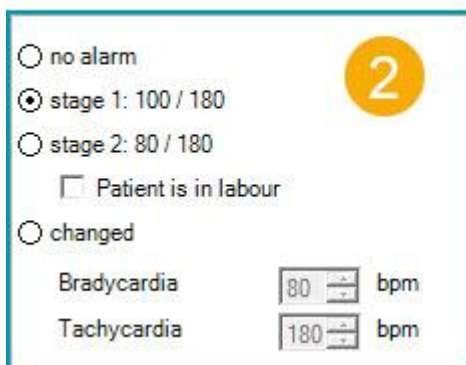 no alarm
2
stage 1: 100 / 180
stage 2: 80 / 180
Patient is in labour
changed
Bradycardia 80 bpm
Tachycardia 180 bpm